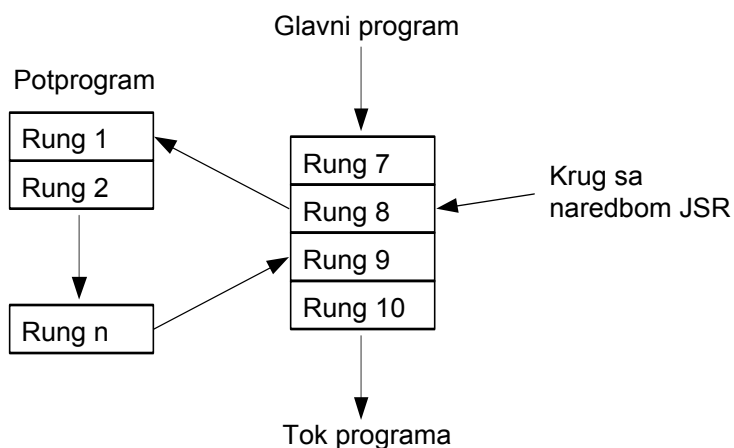 Glavni program
Potprogram
Rung 1
Rung 2
Rung n
Rung 7
Rung 8
Rung 9
Rung 10
Krug sa
naredbom JSR
Tok programa